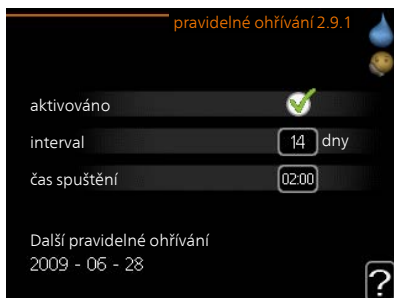 pravidelné ohřívání 2.9.1
aktivováno
interval 14 dny
čas spuštění 02:00
Další pravidelné ohřívání
2009 - 06 - 28
?